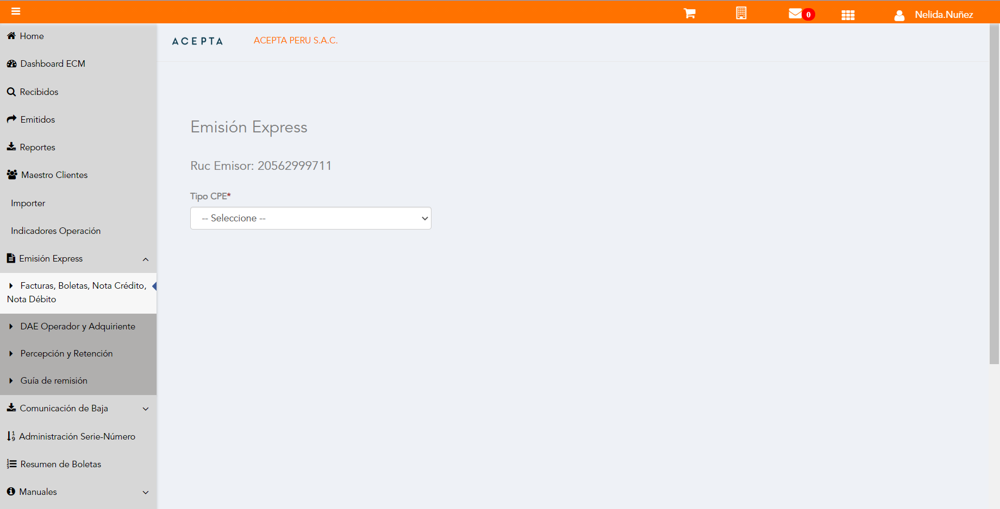 0
Nelida.Nuñez
Home
Dashboard ECM
Recibidos
Emitidos
Reportes
Maestro Clientes
Importer
Indicadores Operación
Emisión Express
Facturas, Boletas, Nota Crédito,
Nota Débito
DAE Operador y Adquiriente
Percepción y Retención
Guía de remisión
Comunicación de Baja
Administración Serie-Número
Resumen de Boletas
Manuales
ACEPTA
ACEPTA PERU S.A.C.
Emisión Express
Ruc Emisor: 20562999711
Tipo CPE*
-- Seleccione --